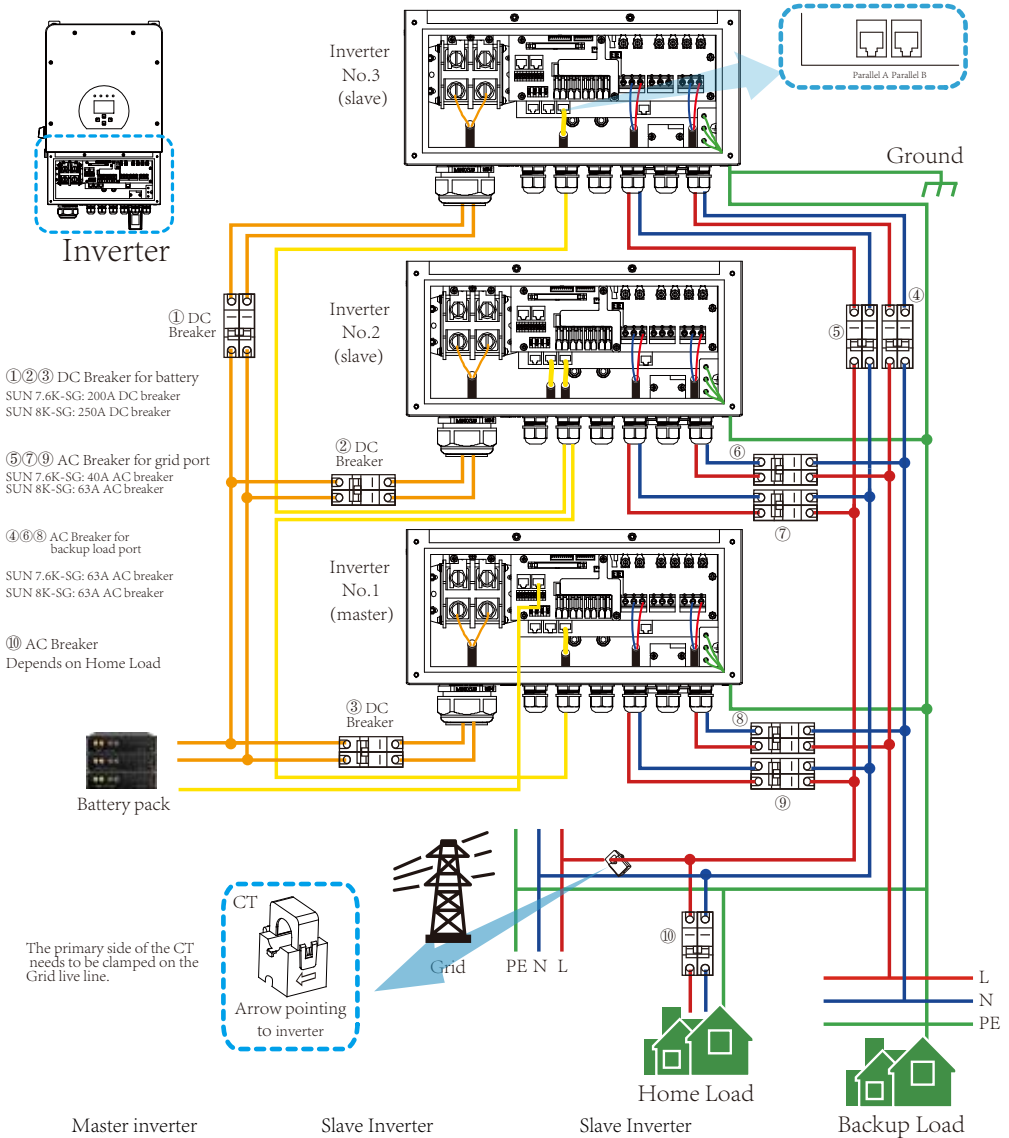 Inverter
No.3
(slave)
Parallel A Parallel B
Ground
Inverter
① DC
Breaker
Inverter
No.2
(slave)
④
⑤
①②③ DC Breaker for battery
SUN 7.6K-SG: 200A DC breaker
SUN 8K-SG: 250A DC breaker
② DC
Breaker
⑥
⑤⑦⑨ AC Breaker for grid port
SUN 7.6K-SG: 40A AC breaker
SUN 8K-SG: 63A AC breaker
⑦
④⑥⑧ AC Breaker for
backup load port
SUN 7.6K-SG: 63A AC breaker
SUN 8K-SG: 63A AC breaker
Inverter
No.1
(master)
⑩ AC Breaker
Depends on Home Load
③ DC
Breaker
⑧
Battery pack
⑨
CT
The primary side of the CT
needs to be clamped on the
Grid live line.
Arrow pointing
to inverter
Grid
PE N L
⑩
L
N
PE
Home Load
Backup Load
Master inverter
Slave Inverter
Slave Inverter